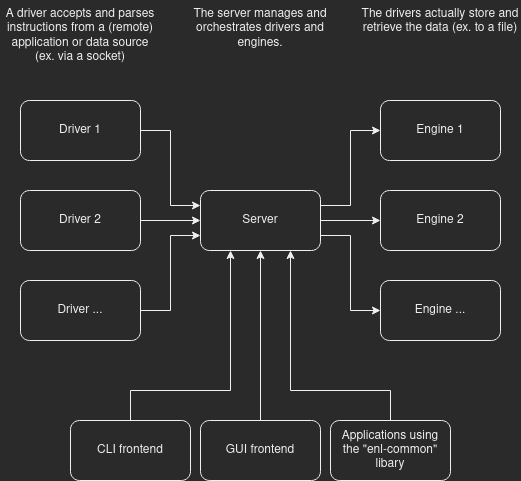 A driver accepts and parses
instructions from a (remote)
application or data source
(ex. via a socket)
The server manages and
orchestrates drivers and
engines.
The drivers actually store and
retrieve the data (ex. to a file)
Driver 1
Engine 1
Driver 2
Server
Engine 2
Driver ...
Engine ...
CLI frontend
GUI frontend
Applications using
the "enl-common"
libary